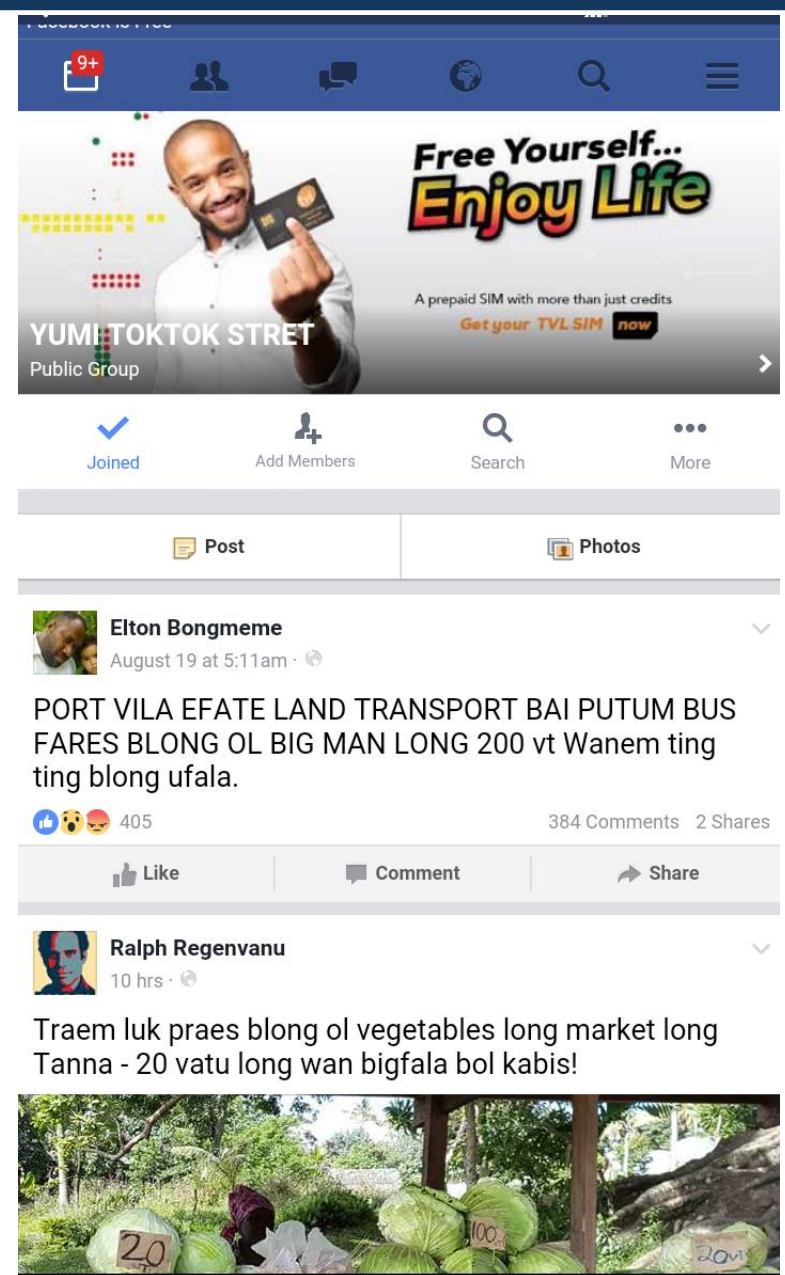 Facebook is Free
9+
Free Yourself...
Enjoy Life
A prepaid SIM with more than just credits
Get your TVL SIM now
YUMI TOKTOK STRET
Public Group
Joined
Add Members
Search
More
Post
Photos
Elton Bongmeme
August 19 at 5:11am ·
PORT VILA EFATE LAND TRANSPORT BAI PUTUM BUS
FARES BLONG OL BIG MAN LONG 200 vt Wanem ting
ting blong ufala.
405
384 Comments 2 Shares
Like
Comment
Share
Ralph Regenvanu
10 hrs ·
Traem luk praes blong ol vegetables long market long
Tanna - 20 vatu long wan bigfala bol kabis!
20
100
20vt